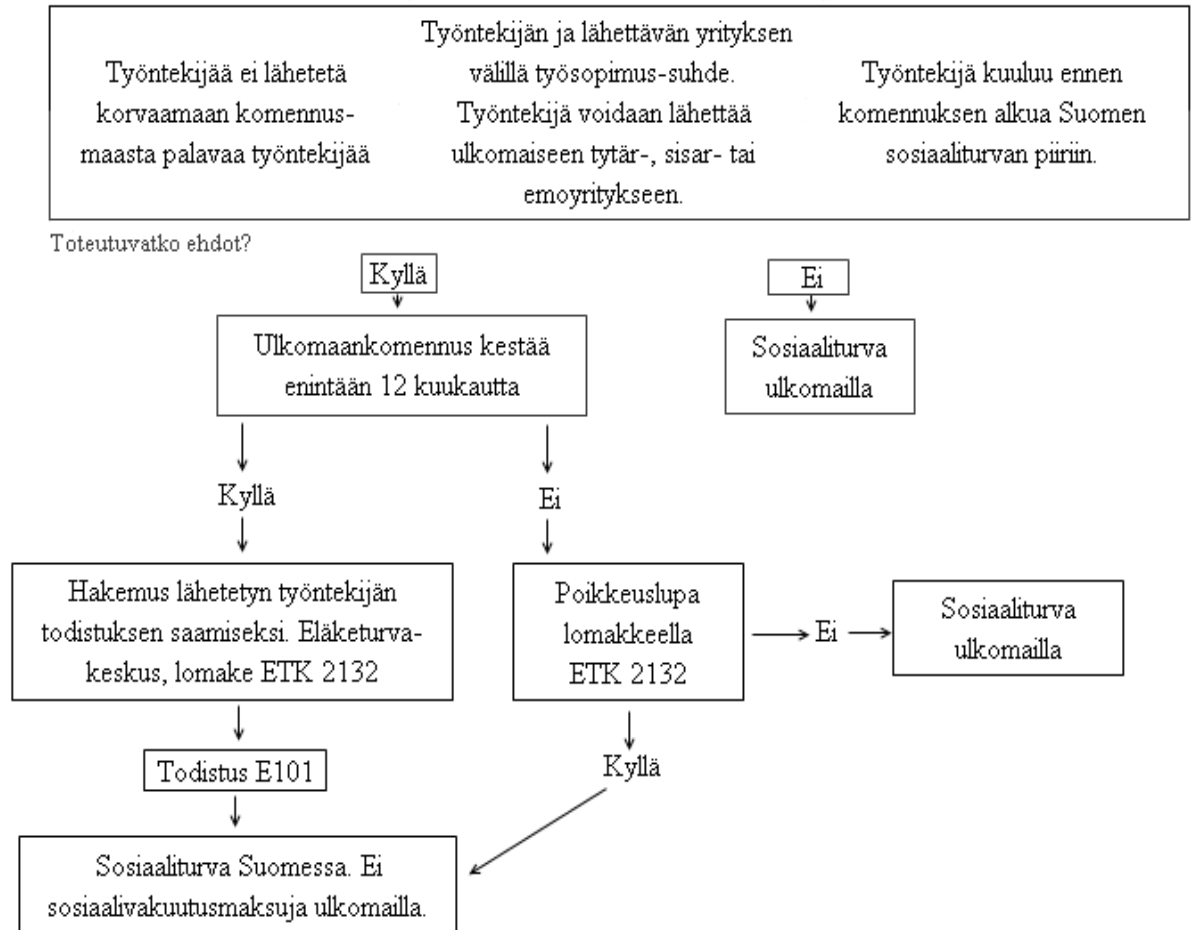 Työntekijää ei lähetetä
korvaamaan komennus-
maasta palavaa työntekijää
Työntekijän ja lähettävän yrityksen
välillä työsopimus-suhde.
Työntekijä voidaan lähettää
ulkomaiseen tytär-, sisar- tai
emoyritykseen.
Työntekijä kuuluu ennen
komennuksen alkua Suomen
sosiaaliturvan piiriin.
Toteutuvatko ehdot?
Kyllä
Ei
Ulkomaankomennus kestää
enintään 12 kuukautta
Sosiaaliturva
ulkomailla
Kyllä
Ei
Hakemus lähetetyn työntekijän
todistuksen saamiseksi. Eläketurva-
keskus, lomake ETK 2132
Poikkeuslupa
lomakkeella
ETK 2132
Ei
Sosiaaliturva
ulkomailla
Todistus E101
Kyllä
Sosiaaliturva Suomessa. Ei
sosiaalivakuutusmaksuja ulkomailla.